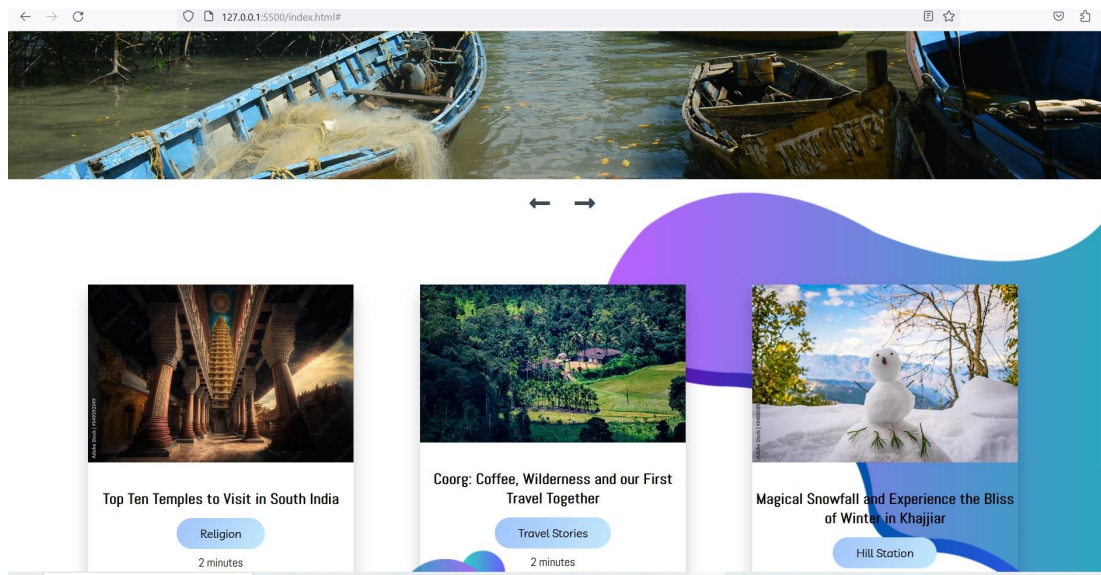 127.0.0.1:5500/index.html#
Top Ten Temples to Visit in South India
Religion
2 minutes
Coorg: Coffee, Wilderness and our First
Travel Together
Travel Stories
2 minutes
Magical Snowfall and Experience the Bliss
of Winter in Khajjiar
Hill Station